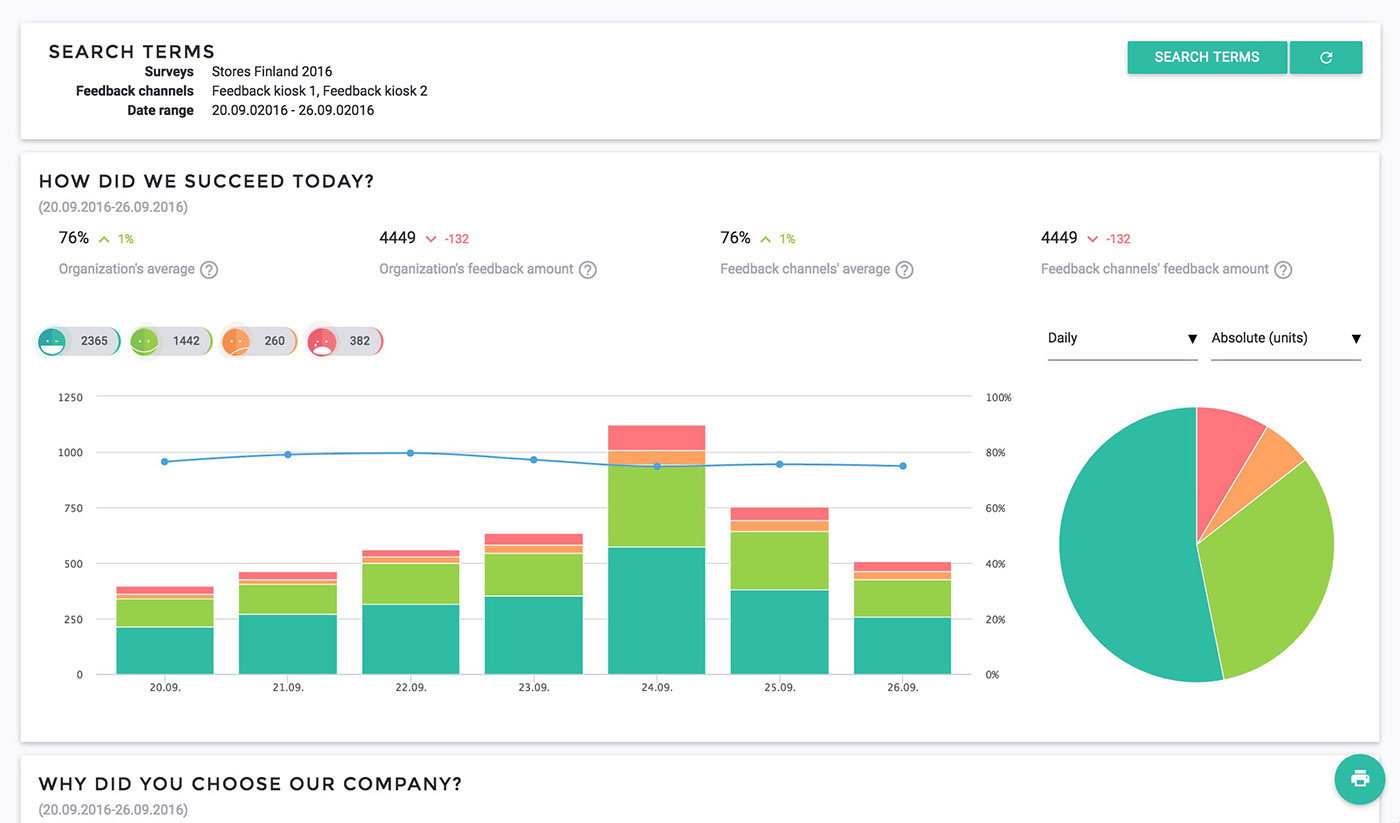 SEARCH TERMS
Surveys Stores Finland 2016
Feedback channels Feedback kiosk 1, Feedback kiosk 2
Date range 20.09.02016 - 26.09.02016
SEARCH TERMS
HOW DID WE SUCCEED TODAY?
(20.09.2016-26.09.2016)
76% 1%
Organization's average ?
4449 -132
Organization's feedback amount ?
76% 1%
Feedback channels' average ?
4449 -132
Feedback channels' feedback amount ?
2365 1442 260 382
Daily ▼ Absolute (units) ▼
1250 100%
1000 80%
750 60%
500 40%
250 20%
0 0%
20.09. 21.09. 22.09. 23.09. 24.09. 25.09. 26.09.
WHY DID YOU CHOOSE OUR COMPANY?
(20.09.2016-26.09.2016)